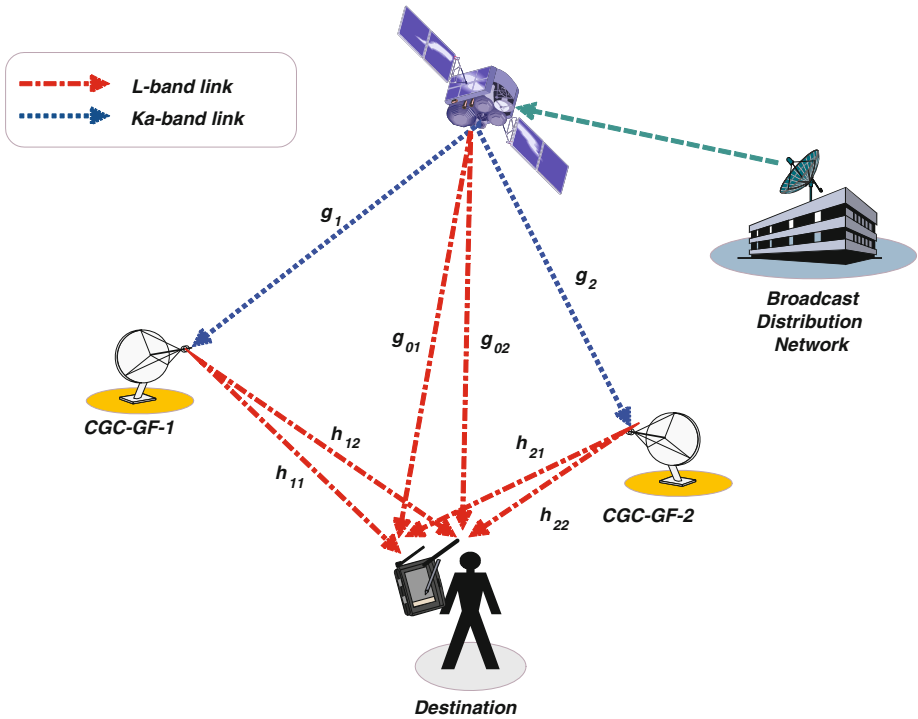 L-band link
Ka-band link
g1
g2
Broadcast
Distribution
Network
g01
g02
CGC-GF-1
h12
h11
h21
h22
CGC-GF-2
Destination